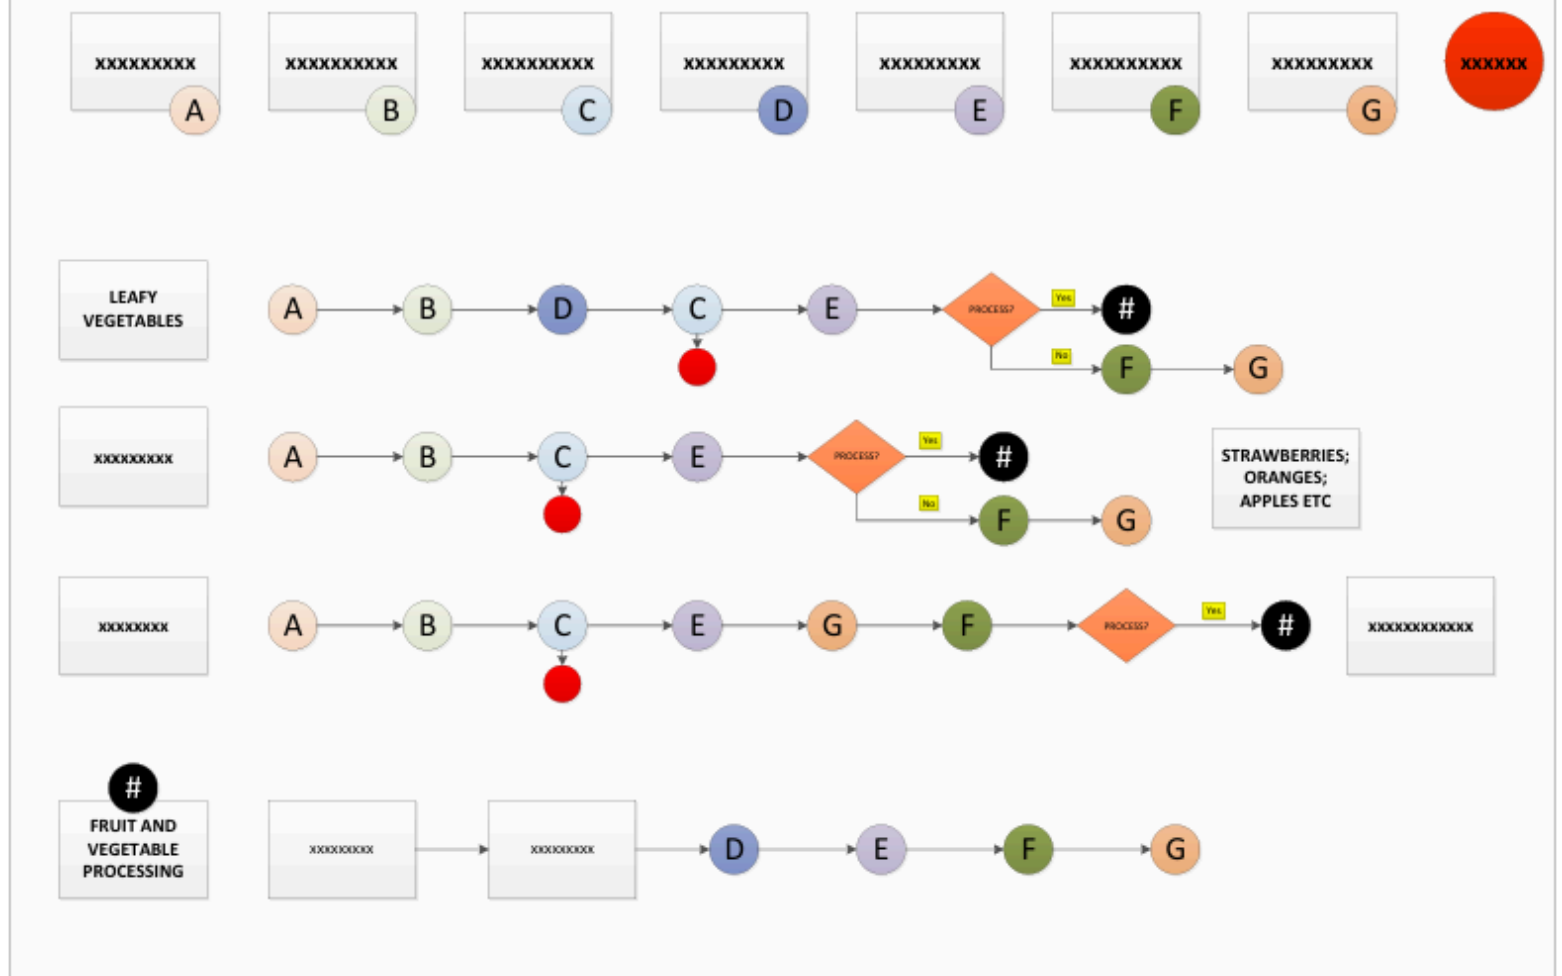 xxxxxxxxx
xxxxxxxxxx
xxxxxxxxxx
xxxxxxxxx
xxxxxxxxx
xxxxxxxxxx
xxxxxxxxx
xxxxxx
A
B
C
D
E
F
G
LEAFY
VEGETABLES
A
B
D
C
E
PROCESS?
Yes
#
No
F
G
xxxxxxxxx
A
B
C
E
PROCESS?
Yes
#
No
F
G
STRAWBERRIES;
ORANGES;
APPLES ETC
xxxxxxxx
A
B
C
E
G
F
PROCESS?
Yes
#
xxxxxxxxxxxx
#
FRUIT AND
VEGETABLE
PROCESSING
xxxxxxxxx
xxxxxxxxx
D
E
F
G